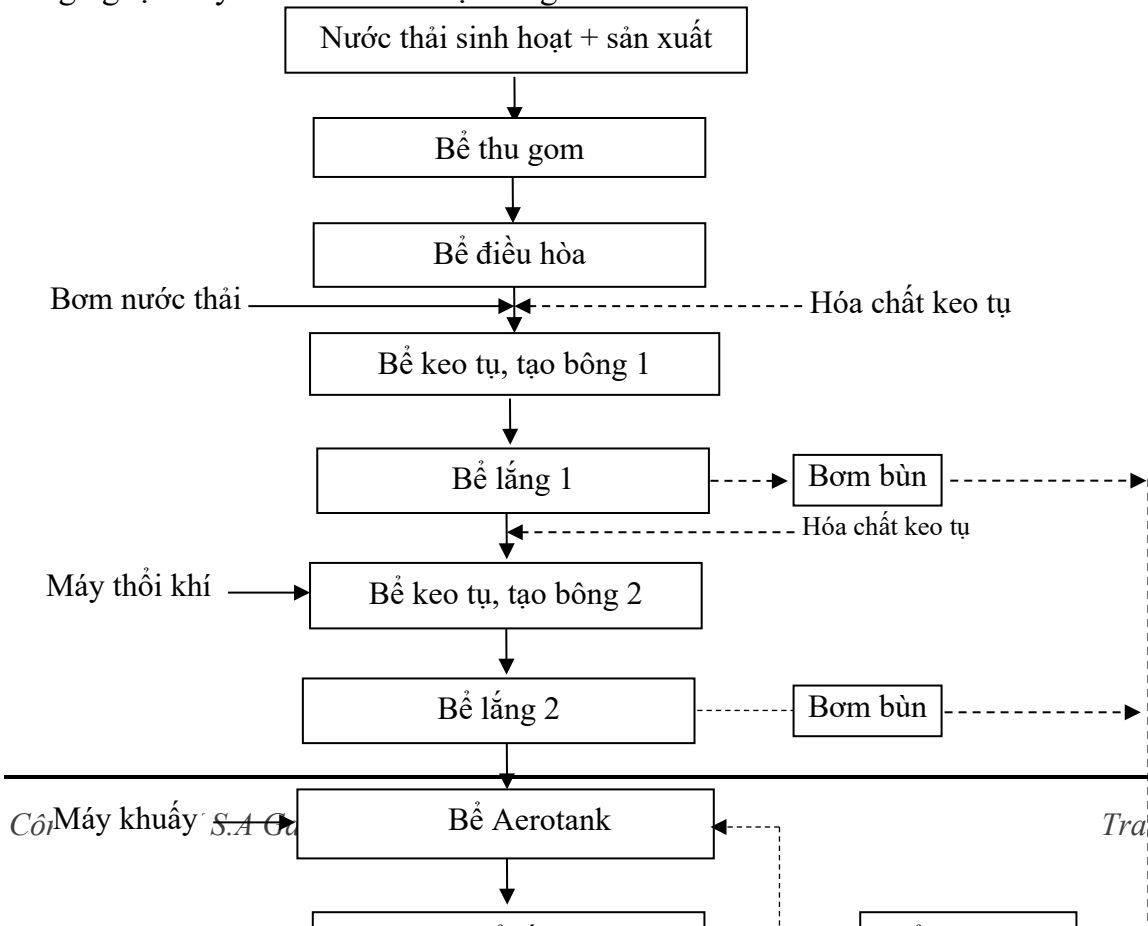 Nước thải sinh hoạt + sản xuất
Bể thu gom
Bể điều hòa
Bơm nước thải
Hóa chất keo tụ
Bể keo tụ, tạo bông 1
Bể lắng 1
Bơm bùn
Hóa chất keo tụ
Máy thổi khí
Bể keo tụ, tạo bông 2
Bể lắng 2
Bơm bùn
Máy khuấy
S.A
Bể Aerotank